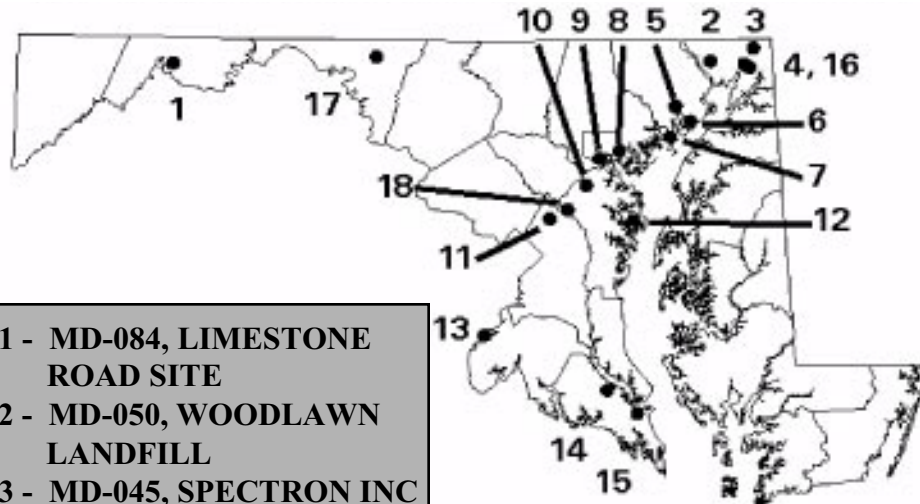 10 9 8 5 2 3
4, 16
1
17
6
7
18
12
11
13
14
15
1 - MD-084, LIMESTONE
ROAD SITE
2 - MD-050, WOODLAWN
LANDFILL
3 - MD-045, SPECTRON INC